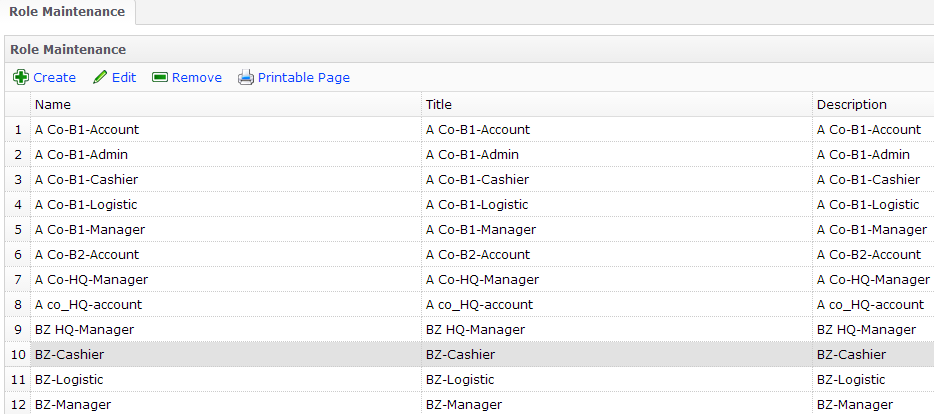 Role Maintenance
Role Maintenance
Create Edit Remove Printable Page
Name Title Description
1 A Co-B1-Account A Co-B1-Account A Co-B1-Account
2 A Co-B1-Admin A Co-B1-Admin A Co-B1-Admin
3 A Co-B1-Cashier A Co-B1-Cashier A Co-B1-Cashier
4 A Co-B1-Logistic A Co-B1-Logistic A Co-B1-Logistic
5 A Co-B1-Manager A Co-B1-Manager A Co-B1-Manager
6 A Co-B2-Account A Co-B2-Account A Co-B2-Account
7 A Co-HQ-Manager A Co-HQ-Manager A Co-HQ-Manager
8 A co_HQ-account A co_HQ-account A co_HQ-account
9 BZ HQ-Manager BZ HQ-Manager BZ HQ-Manager
10 BZ-Cashier BZ-Cashier BZ-Cashier
11 BZ-Logistic BZ-Logistic BZ-Logistic
12 BZ-Manager BZ-Manager BZ-Manager